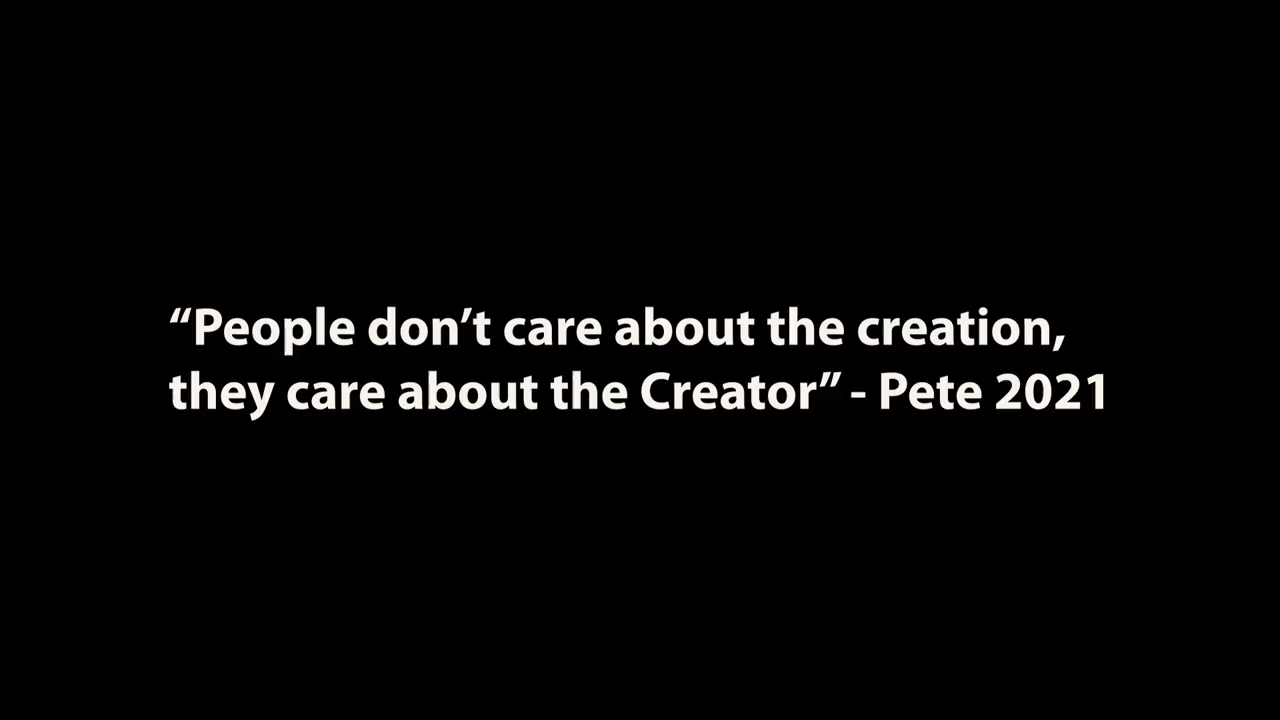 “People don’t care about the creation,
they care about the Creator” - Pete 2021